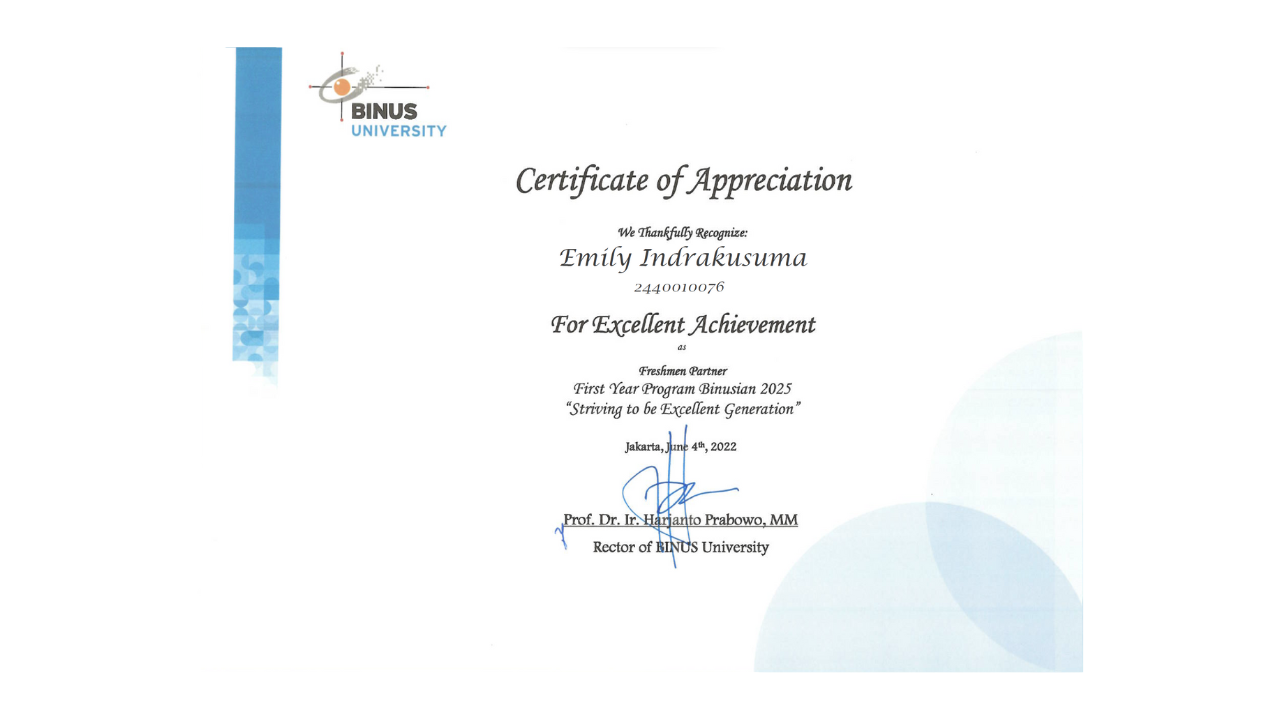 BINUS
UNIVERSITY
Certificate of Appreciation
We Thankfully Recognize:
Emily Indrakusuma
2440010076
For Excellent Achievement
as
Freshmen Partner
First Year Program Binusian 2025
“Striving to be Excellent Generation”
Jakarta, June 4th, 2022
Prof. Dr. Ir. Harjanto Prabowo, MM
Rector of BINUS University